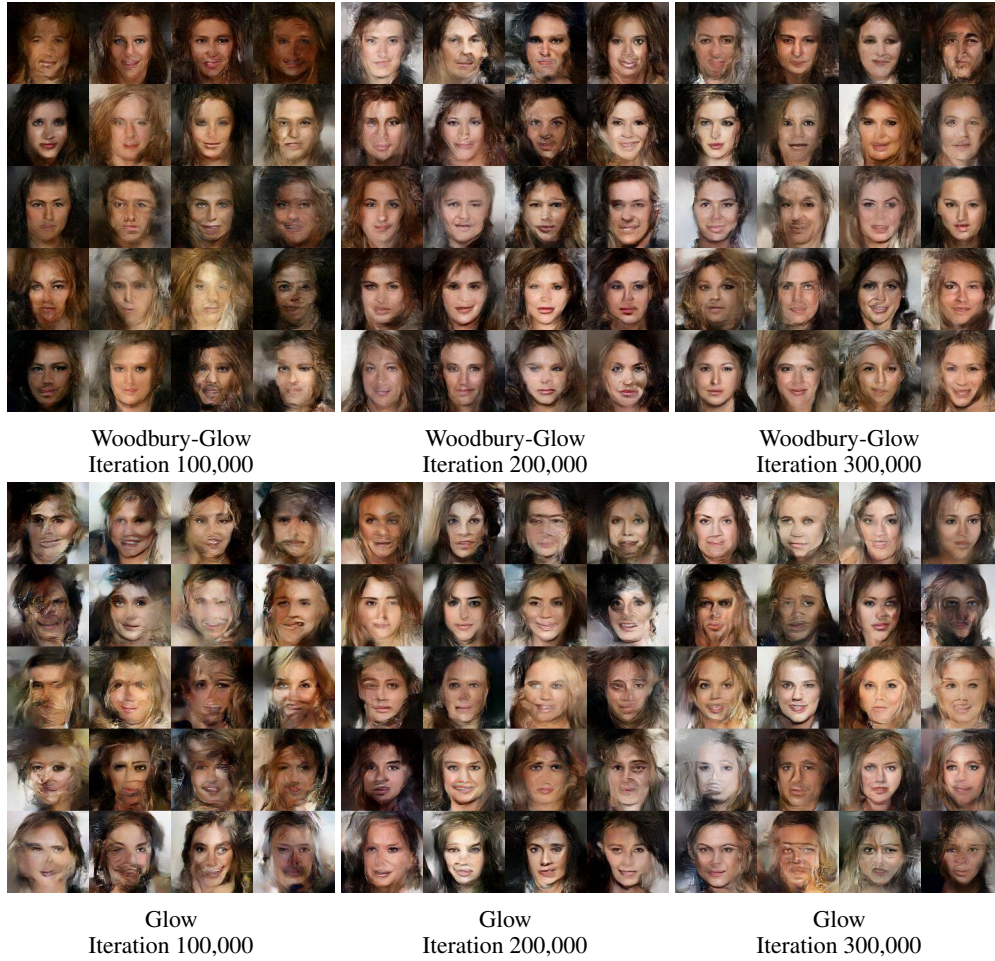 Woodbury-Glow
Iteration 100,000
Woodbury-Glow
Iteration 200,000
Woodbury-Glow
Iteration 300,000
Glow
Iteration 100,000
Glow
Iteration 200,000
Glow
Iteration 300,000